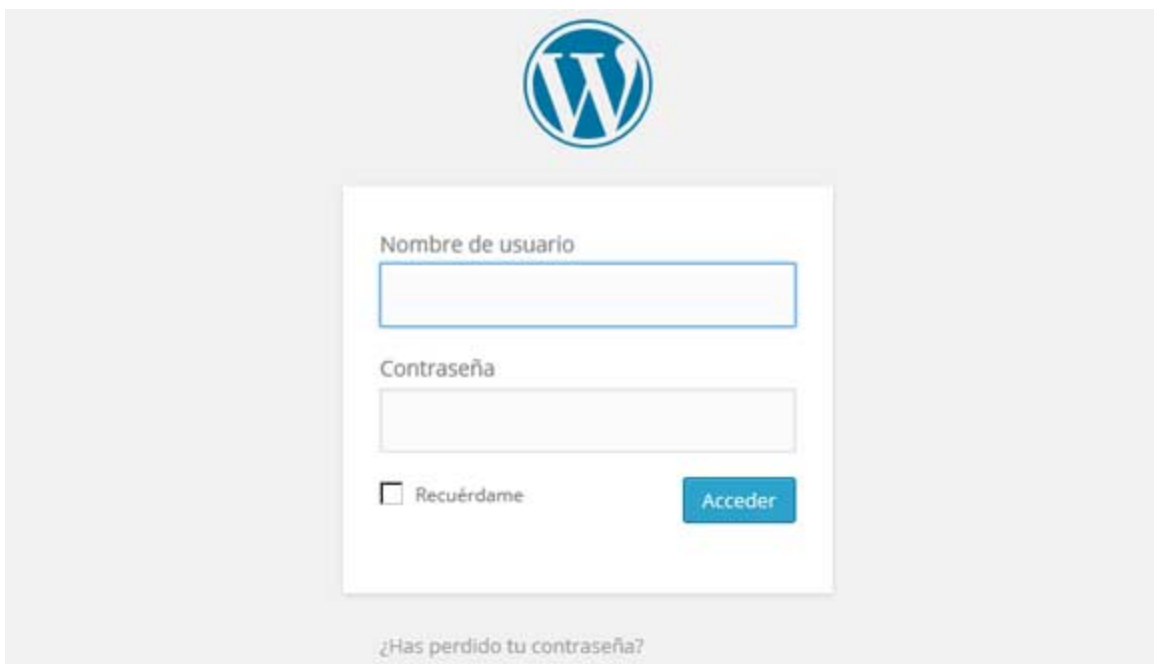 Nombre de usuario
Contraseña
Recuérdame
Acceder
¿Has perdido tu contraseña?